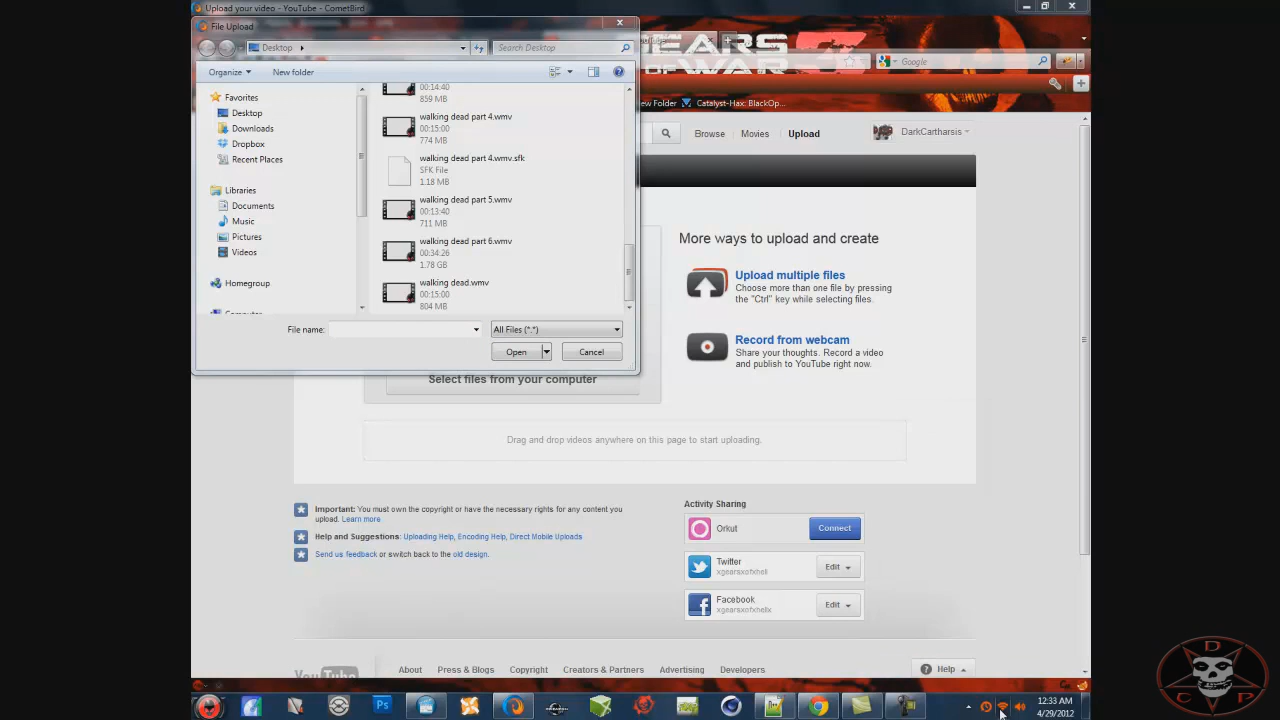 Upload your video - YouTube - CometBird
File Upload
Desktop
Search Desktop
Organize
New folder
Favorites
Desktop
Downloads
Dropbox
Recent Places
Libraries
Documents
Music
Pictures
Videos
Homegroup
00:14:40
859 MB
walking dead part 4.wmv
00:15:00
774 MB
walking dead part 4.wmv.sfk
SFK File
1.18 MB
walking dead part 5.wmv
00:13:40
711 MB
walking dead part 6.wmv
00:34:26
1.78 GB
walking dead.wmv
00:15:00
804 MB
File name:
All Files (*.*)
Open
Cancel
GEARS
OF WAR 3
Google
New Folder
Catalyst-Hax: BlackOp...
Browse
Movies
Upload
DarkCartharsis
Select files from your computer
More ways to upload and create
Upload multiple files
Choose more than one file by pressing
the "Ctrl" key while selecting files.
Record from webcam
Share your thoughts. Record a video
and publish to YouTube right now.
Drag and drop videos anywhere on this page to start uploading.
Important: You must own the copyright or have the necessary rights for any content you
upload. Learn more
Help and Suggestions: Uploading Help, Encoding Help, Direct Mobile Uploads
Send us feedback or switch back to the old design.
Activity Sharing
Orkut
Connect
Twitter
xgearsxofxhell
Edit
Facebook
xgearsxofxhellx
Edit
YouTube
About
Press & Blogs
Copyright
Creators & Partners
Advertising
Developers
Help
Ps
12:33 AM
4/29/2012
D
C P